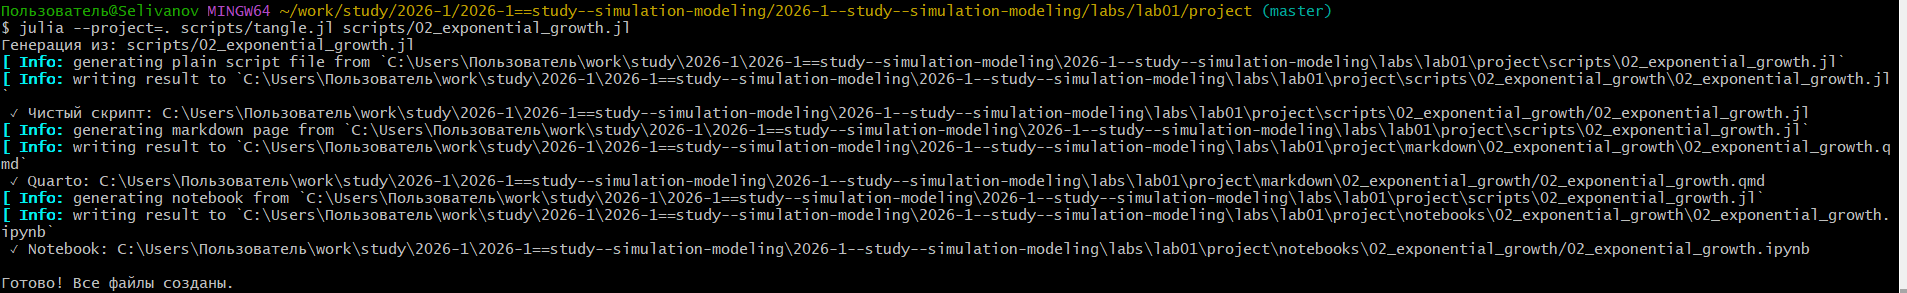 Пользователь@Selivanov MINGW64 ~/work/study/2026-1/2026-1==study--simulation-modeling/2026-1--study--simulation-modeling/labs/lab01/project (master)
$ julia --project=. scripts/tangle.jl scripts/02_exponential_growth.jl
Генерация из: scripts/02_exponential_growth.jl
[ Info: generating plain script file from `C:\Users\Пользователь\work\study\2026-1\2026-1==study--simulation-modeling\2026-1--study--simulation-modeling\labs\lab01\project\scripts\02_exponential_growth.jl`
[ Info: writing result to `C:\Users\Пользователь\work\study\2026-1\2026-1==study--simulation-modeling\2026-1--study--simulation-modeling\labs\lab01\project\scripts\02_exponential_growth\02_exponential_growth.jl
`
✓ Чистый скрипт: C:\Users\Пользователь\work\study\2026-1\2026-1==study--simulation-modeling\2026-1--study--simulation-modeling\labs\lab01\project\scripts\02_exponential_growth/02_exponential_growth.jl
[ Info: generating markdown page from `C:\Users\Пользователь\work\study\2026-1\2026-1==study--simulation-modeling\2026-1--study--simulation-modeling\labs\lab01\project\scripts\02_exponential_growth.jl`
[ Info: writing result to `C:\Users\Пользователь\work\study\2026-1\2026-1==study--simulation-modeling\2026-1--study--simulation-modeling\labs\lab01\project\markdown\02_exponential_growth\02_exponential_growth.q
md`
✓ Quarto: C:\Users\Пользователь\work\study\2026-1\2026-1==study--simulation-modeling\2026-1--study--simulation-modeling\labs\lab01\project\markdown\02_exponential_growth/02_exponential_growth.qmd
[ Info: generating notebook from `C:\Users\Пользователь\work\study\2026-1\2026-1==study--simulation-modeling\2026-1--study--simulation-modeling\labs\lab01\project\scripts\02_exponential_growth.jl`
[ Info: writing result to `C:\Users\Пользователь\work\study\2026-1\2026-1==study--simulation-modeling\2026-1--study--simulation-modeling\labs\lab01\project\notebooks\02_exponential_growth\02_exponential_growth.
ipynb`
✓ Notebook: C:\Users\Пользователь\work\study\2026-1\2026-1==study--simulation-modeling\2026-1--study--simulation-modeling\labs\lab01\project\notebooks\02_exponential_growth/02_exponential_growth.ipynb
Готово! Все файлы созданы.